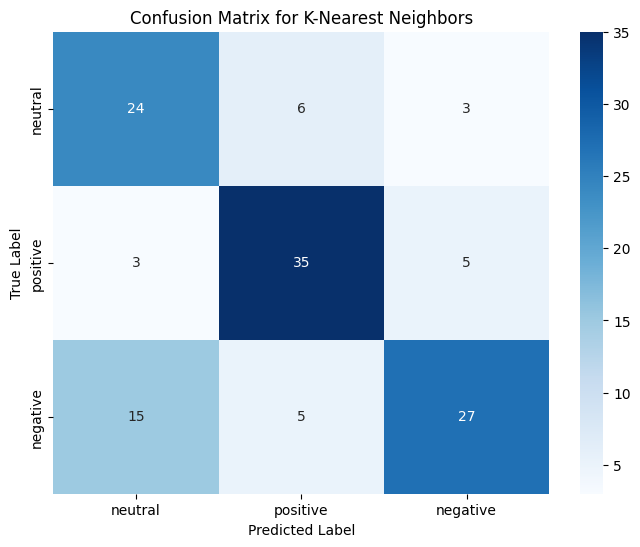 Confusion Matrix for K-Nearest Neighbors
True Label
neutral
24 6 3
positive
3 35 5
negative
15 5 27
neutral positive negative
Predicted Label
35
30
25
20
15
10
5